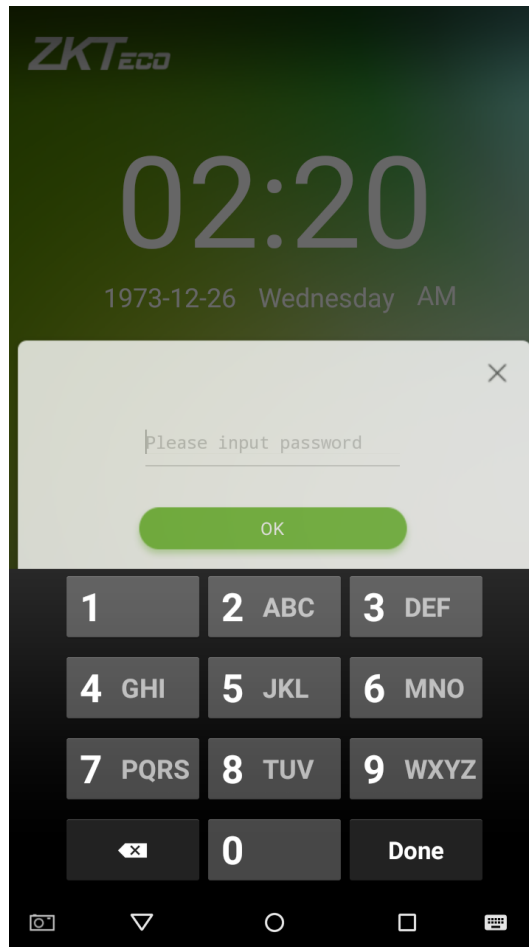 ZKTECO
02:20
1973-12-26 Wednesday AM
Please input password
OK
1 2 ABC 3 DEF
4 GHI 5 JKL 6 MNO
7 PQRS 8 TUV 9 WXYZ
0 Done